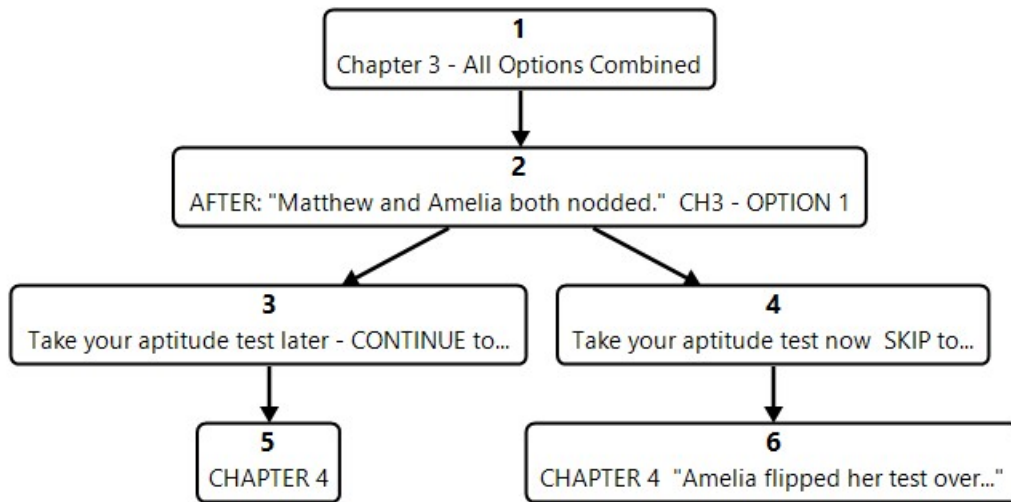 1
Chapter 3 - All Options Combined
2
AFTER: "Matthew and Amelia both nodded."  CH3 - OPTION 1
3
Take your aptitude test later - CONTINUE to...
4
Take your aptitude test now  SKIP to...
5
CHAPTER 4
6
CHAPTER 4  "Amelia flipped her test over..."